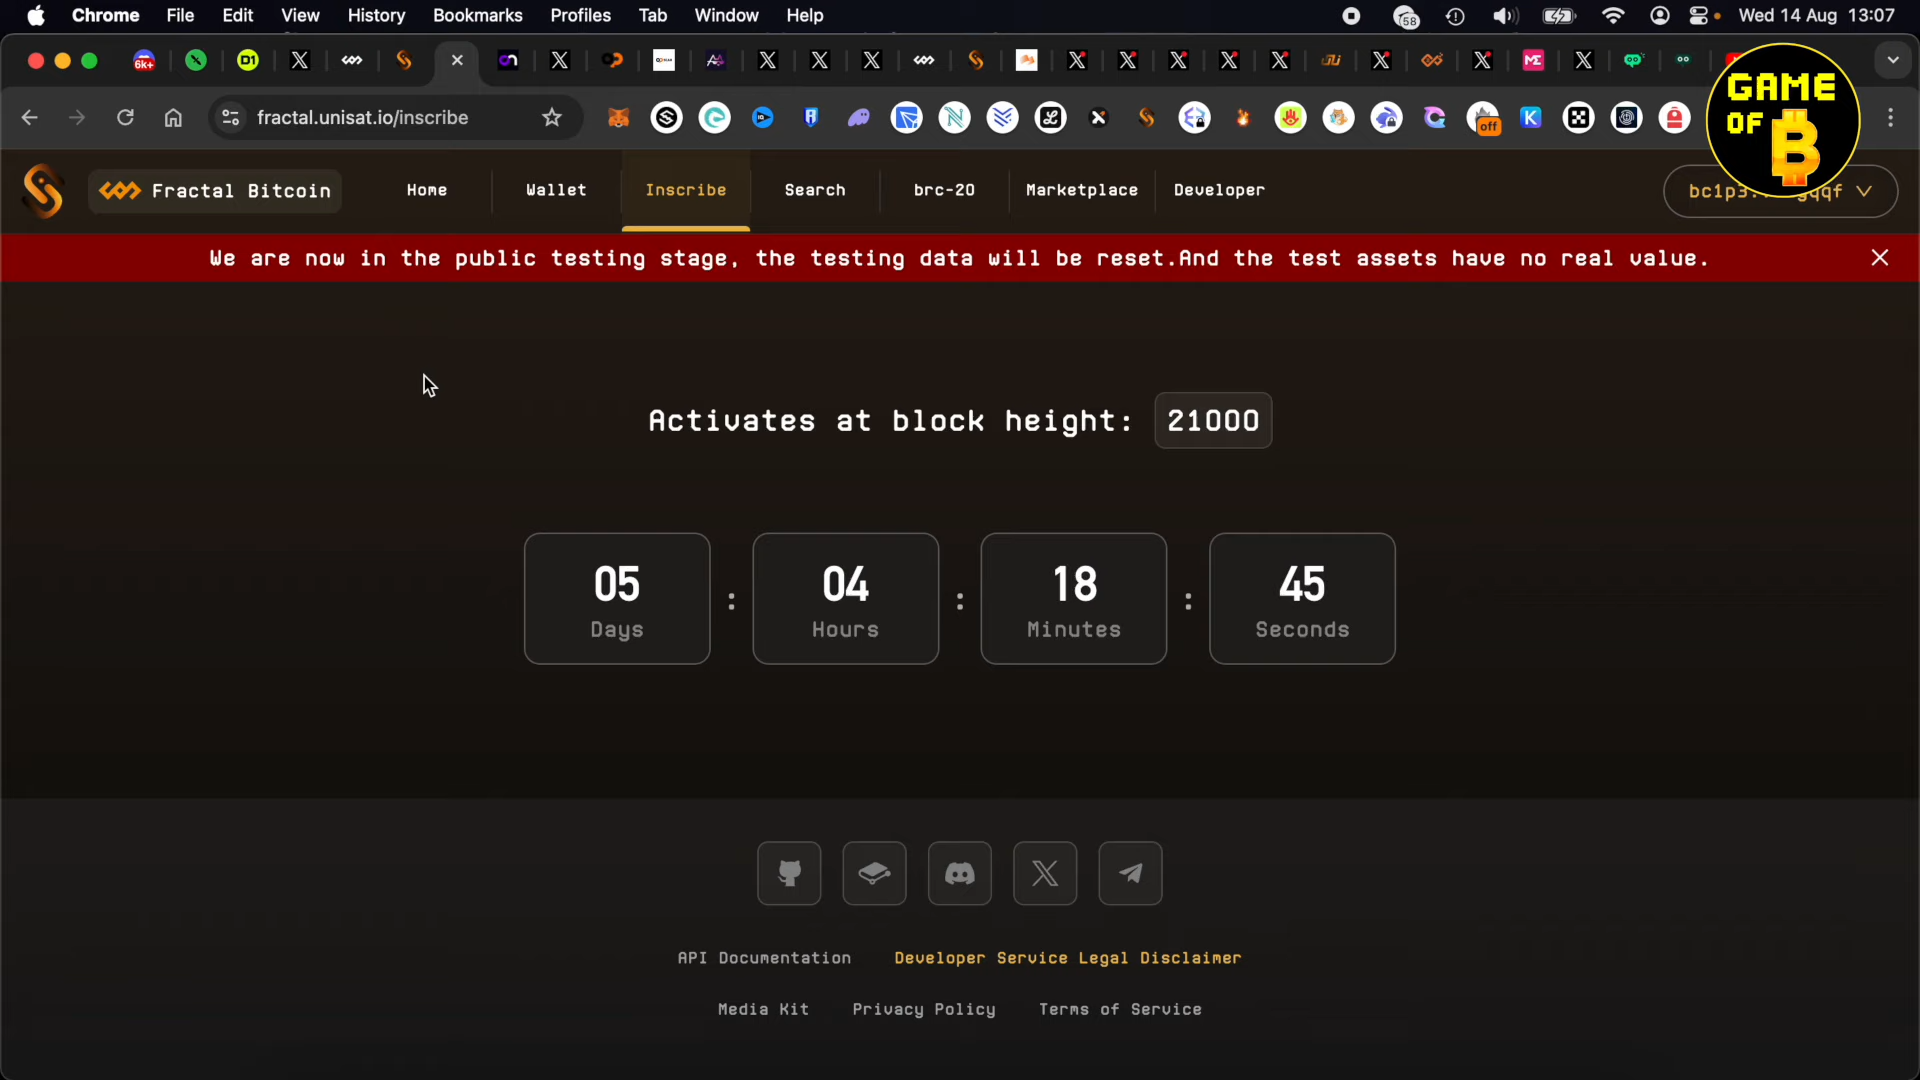 Chrome File Edit View History Bookmarks Profiles Tab Window Help 58 Wed 14 Aug 13:07
6k+ D1
fractal.unisat.io/inscribe off
GAME OF B
Fractal Bitcoin Home Wallet Inscribe Search brc-20 Marketplace Developer
We are now in the public testing stage, the testing data will be reset.And the test assets have no real value.
Activates at block height: 21000
05 : 04 : 18 : 45
Days Hours Minutes Seconds
API Documentation Developer Service Legal Disclaimer
Media Kit Privacy Policy Terms of Service